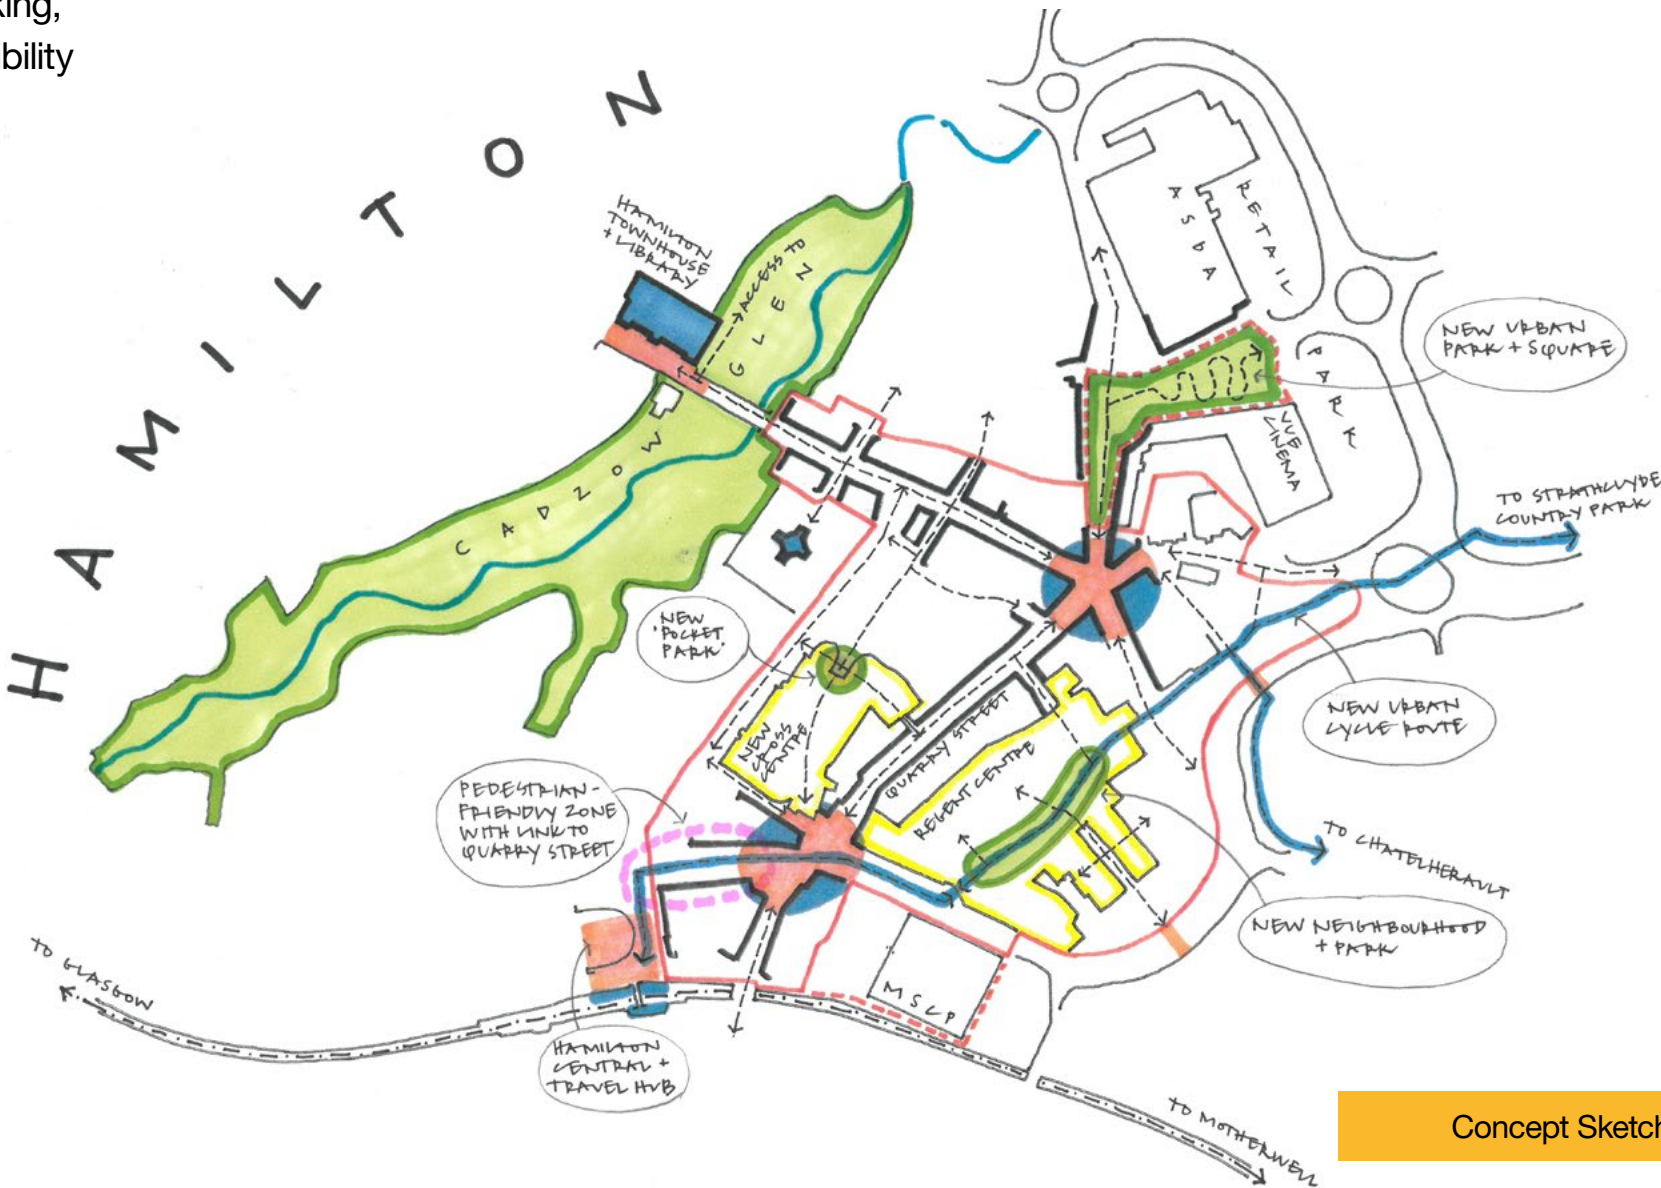 king,
bility
HAMILTON
HAMILTON
TOWNHOUSE
+ LIBRARY
ACCESS TO
GLEN
CADZOW
ASDA
RETAIL
PARK
NEW URBAN
PARK + SQUARE
VUE
CINEMA
TO STRATHCLYDE
COUNTRY PARK
NEW
'POCKET
PARK'
NEW URBAN
CYCLE ROUTE
NEW
CROSS
CENTRE
QUARRY STREET
REGENT CENTRE
PEDESTRIAN-
FRIENDLY ZONE
WITH LINK TO
QUARRY STREET
TO CHATELHERAULT
NEW NEIGHBOURHOOD
+ PARK
MSCP
TO GLASGOW
HAMILTON
CENTRAL +
TRAVEL HUB
TO MOTHERWELL
Concept Sketch